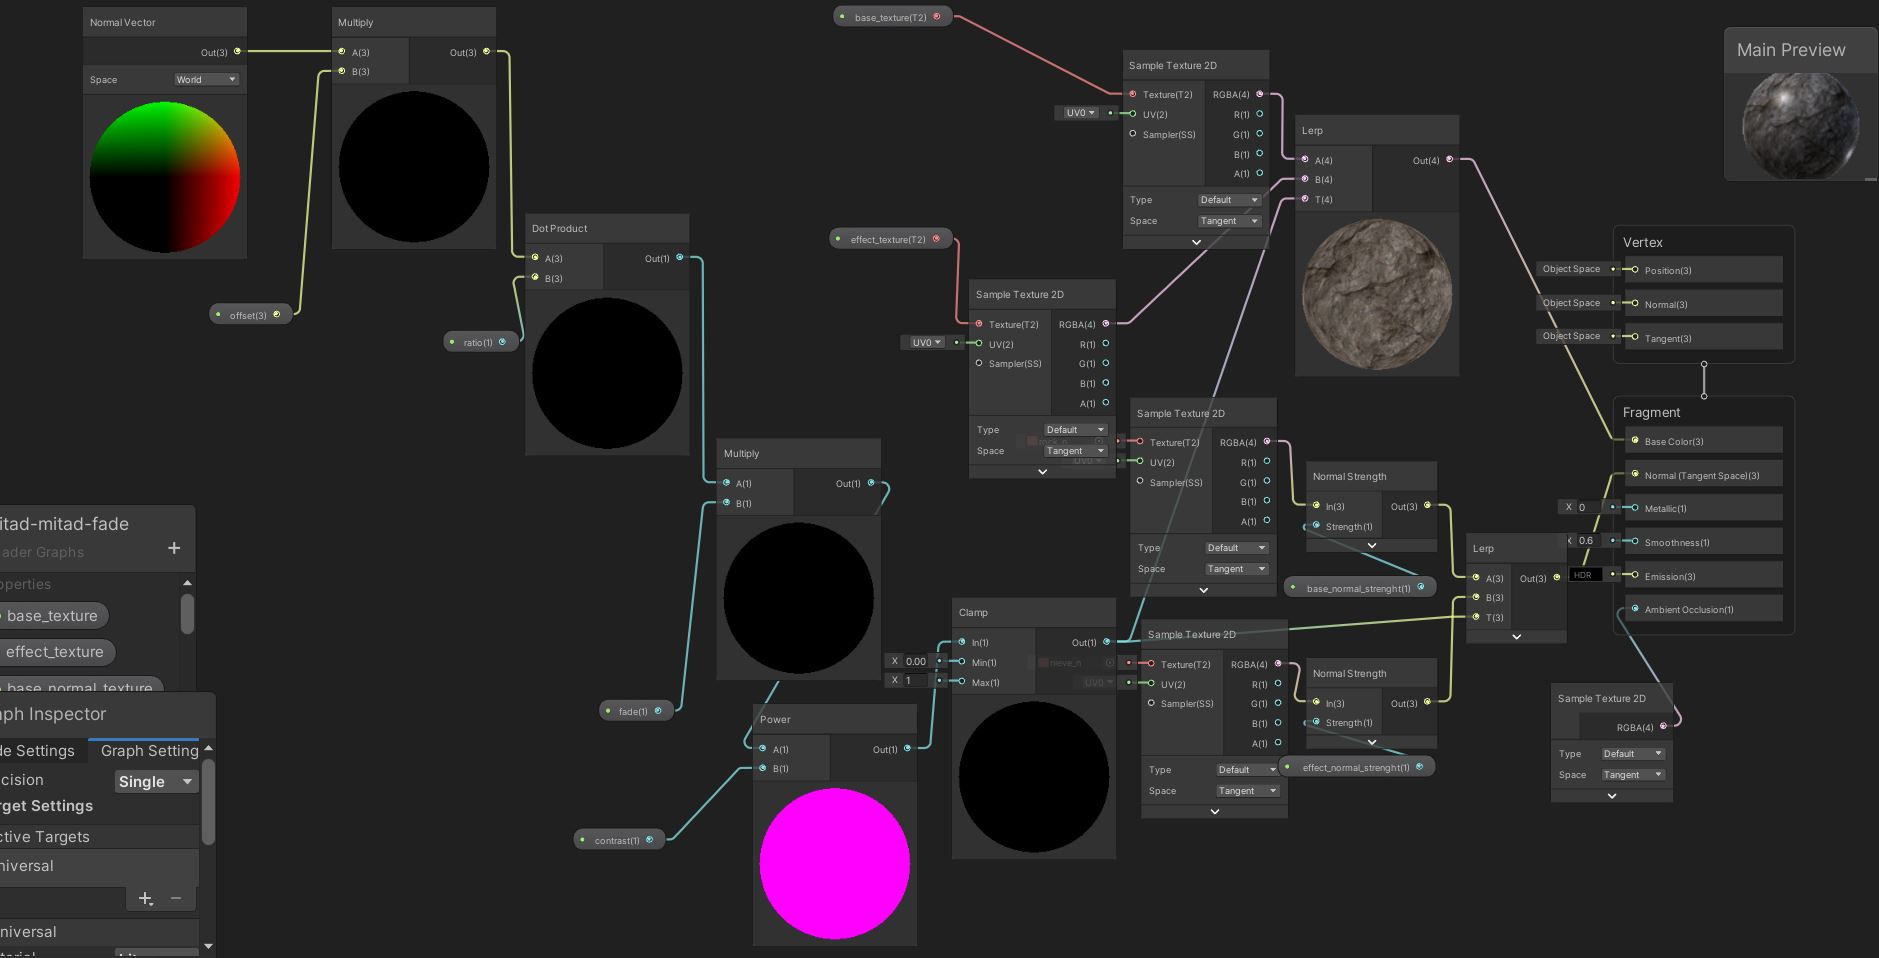 Normal Vector
Out(3)
Space
World
Multiply
A(3)
Out(3)
B(3)
offset(3)
ratio(1)
Dot Product
A(3)
Out(1)
B(3)
Multiply
A(1)
Out(1)
B(1)
fade(1)
Power
A(1)
Out(1)
B(1)
contrast(1)
Clamp
In(1)
Out(1)
Min(1)
Max(1)
X 0.00
X 1
base_texture(T2)
Sample Texture 2D
Texture(T2)
RGBA(4)
UV0
UV(2)
R(1)
Sampler(SS)
G(1)
B(1)
A(1)
Type
Default
Space
Tangent
effect_texture(T2)
Sample Texture 2D
Texture(T2)
RGBA(4)
UV0
UV(2)
R(1)
Sampler(SS)
G(1)
B(1)
A(1)
Type
Default
Space
Tangent
Lerp
A(4)
Out(4)
B(4)
T(4)
rock_n
UV0
Sample Texture 2D
Texture(T2)
RGBA(4)
UV(2)
R(1)
Sampler(SS)
G(1)
B(1)
A(1)
Type
Default
Space
Tangent
Normal Strength
In(3)
Out(3)
Strength(1)
base_normal_strenght(1)
nieve_n
UV0
Sample Texture 2D
Texture(T2)
RGBA(4)
UV(2)
R(1)
Sampler(SS)
G(1)
B(1)
A(1)
Type
Default
Space
Tangent
Normal Strength
In(3)
Out(3)
Strength(1)
effect_normal_strenght(1)
Lerp
A(3)
Out(3)
B(3)
T(3)
Main Preview
Vertex
Object Space
Position(3)
Object Space
Normal(3)
Object Space
Tangent(3)
Fragment
Base Color(3)
Normal (Tangent Space)(3)
X 0
Metallic(1)
X 0.6
Smoothness(1)
HDR
Emission(3)
Ambient Occlusion(1)
Sample Texture 2D
RGBA(4)
Type
Default
Space
Tangent
itad-mitad-fade
ader Graphs
operties
base_texture
effect_texture
base_normal_texture
ph Inspector
de Settings
Graph Setting
cision
Single
rget Settings
ctive Targets
niversal
niversal